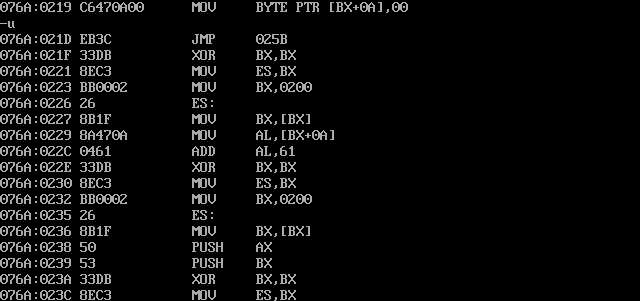 076A:0219 C6470A00 MOV BYTE PTR [BX+0A],00
-u
076A:021D EB3C JMP 025B
076A:021F 33DB XOR BX,BX
076A:0221 8EC3 MOV ES,BX
076A:0223 BB0002 MOV BX,0200
076A:0226 26 ES:
076A:0227 8B1F MOV BX,[BX]
076A:0229 8A470A MOV AL,[BX+0A]
076A:022C 0461 ADD AL,61
076A:022E 33DB XOR BX,BX
076A:0230 8EC3 MOV ES,BX
076A:0232 BB0002 MOV BX,0200
076A:0235 26 ES:
076A:0236 8B1F MOV BX,[BX]
076A:0238 50 PUSH AX
076A:0239 53 PUSH BX
076A:023A 33DB XOR BX,BX
076A:023C 8EC3 MOV ES,BX